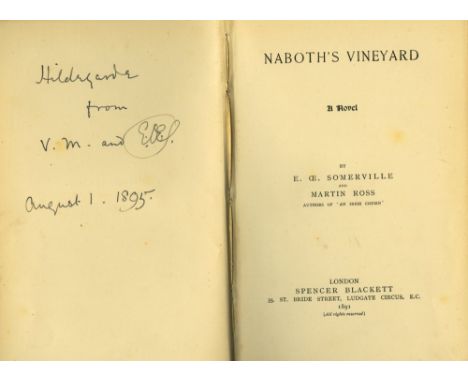 Hildegarde
from
V. M. and EŒS.
August 1. 1895.
NABOTH'S VINEYARD
A Novel
BY
E. Œ. SOMERVILLE
AND
MARTIN ROSS
AUTHORS OF 'AN IRISH COUSIN'
LONDON
SPENCER BLACKETT
35, ST. BRIDE STREET, LUDGATE CIRCUS, E.C.
1891
(All rights reserved)